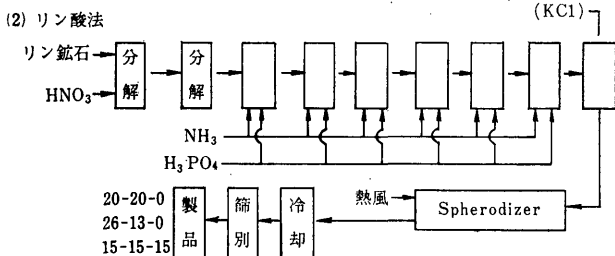 (2) リン酸法
(KCl)
リン鉱石
HNO₃
分解
分解
NH₃
H₃PO₄
熱風
Spherodizer
冷却
篩別
製品
20-20-0
26-13-0
15-15-15